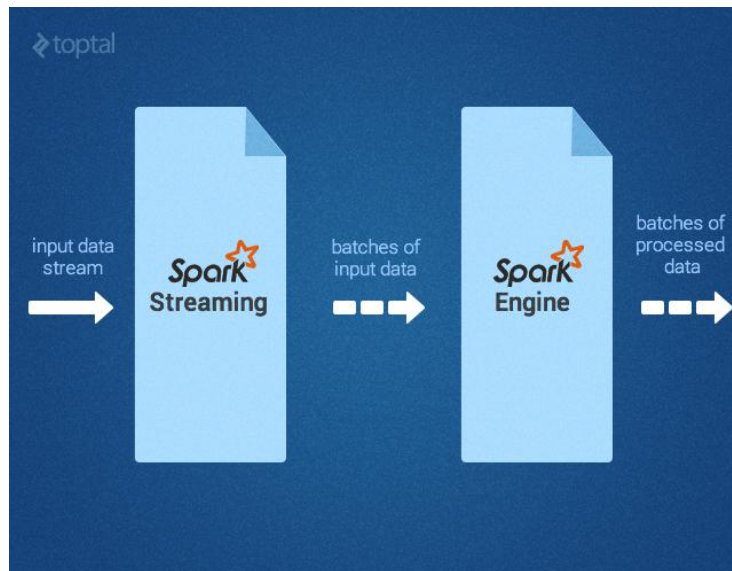 toptal
input data
stream
Spark
Streaming
batches of
input data
Spark
Engine
batches of
processed
data